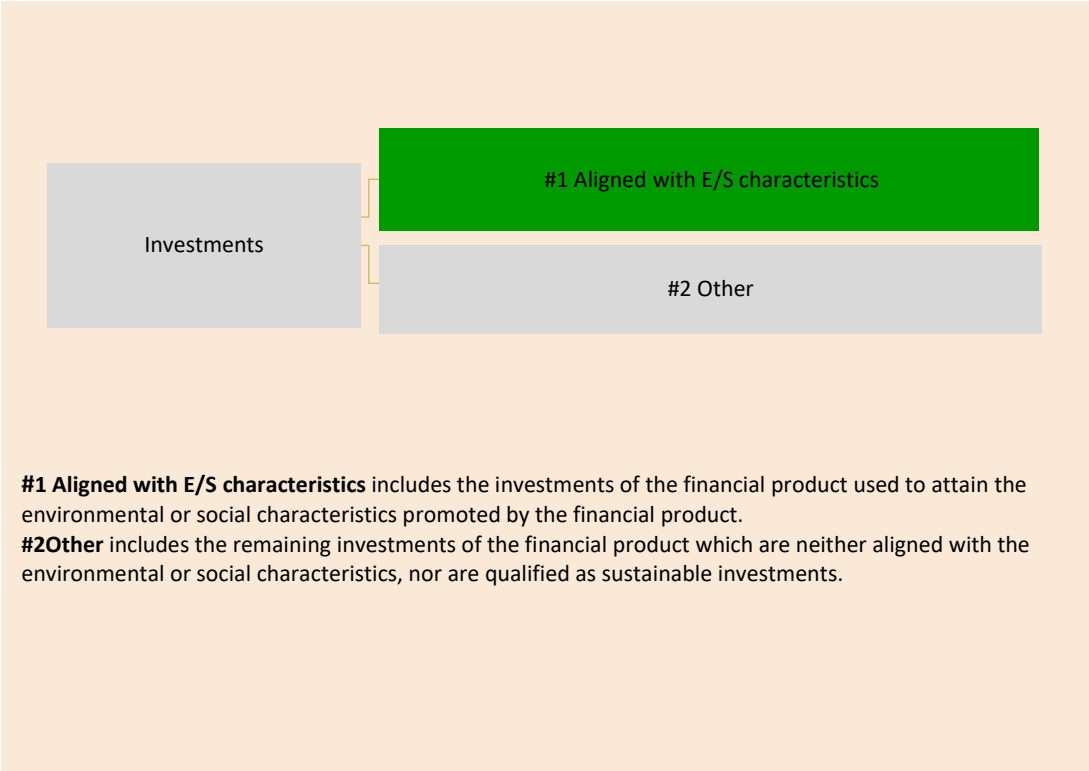 #1 Aligned with E/S characteristics
Investments
#2 Other
#1 Aligned with E/S characteristics includes the investments of the financial product used to attain the
environmental or social characteristics promoted by the financial product.
#2Other includes the remaining investments of the financial product which are neither aligned with the
environmental or social characteristics, nor are qualified as sustainable investments.